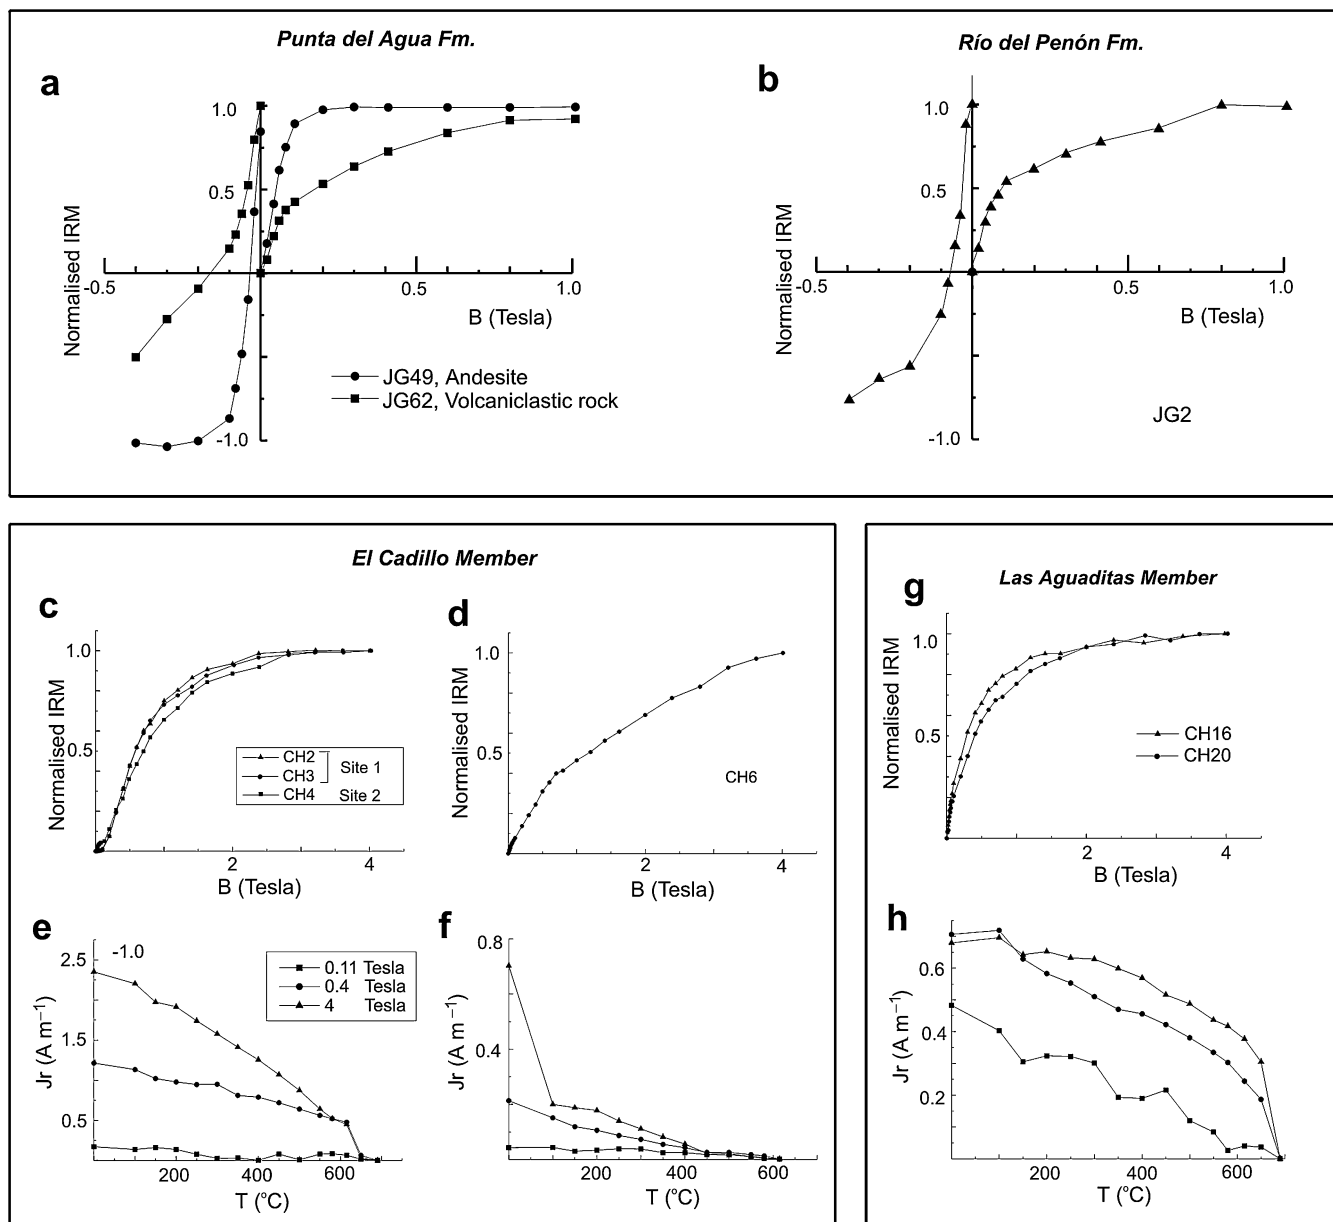 Punta del Agua Fm.
Río del Penón Fm.
a
b
Normalised IRM
1.0
0.5
-0.5
0.5
1.0
B (Tesla)
-1.0
JG49, Andesite
JG62, Volcaniclastic rock
Normalised IRM
1.0
0.5
-0.5
0.5
1.0
B (Tesla)
-1.0
JG2
El Cadillo Member
c
d
Normalised IRM
1.0
0.5
2
4
B (Tesla)
CH2
CH3
Site 1
CH4
Site 2
Normalised IRM
1.0
0.5
2
4
B (Tesla)
CH6
e
f
Jr (A m⁻¹)
2.5
1.5
0.5
-1.0
0.11 Tesla
0.4 Tesla
4 Tesla
200
400
600
T (°C)
Jr (A m⁻¹)
0.8
0.4
200
400
600
T (°C)
Las Aguaditas Member
g
Normalised IRM
1.0
0.5
2
4
B (Tesla)
CH16
CH20
h
Jr (A m⁻¹)
0.6
0.4
0.2
200
400
600
T (°C)